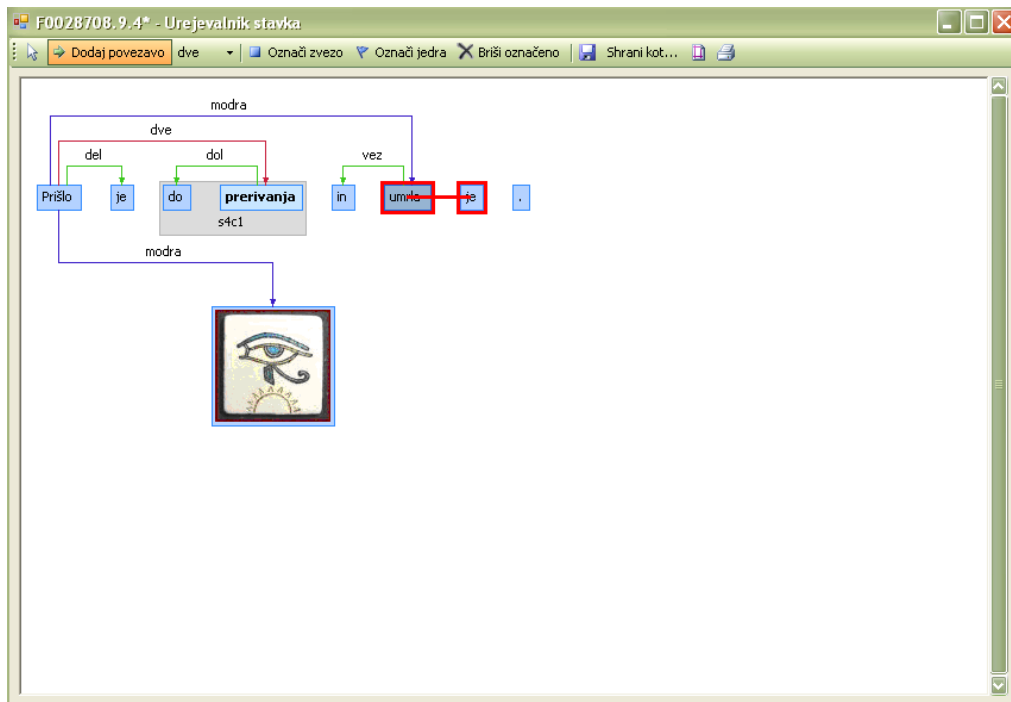 F0028708.9.4* - Urejevalnik stavka
Dodaj povezavo dve Označi zvezo Označi jedra Briši označeno Shrani kot...
modra
dve
del dol vez
Prišlo je do prerivanja in umrla je .
s4c1
modra